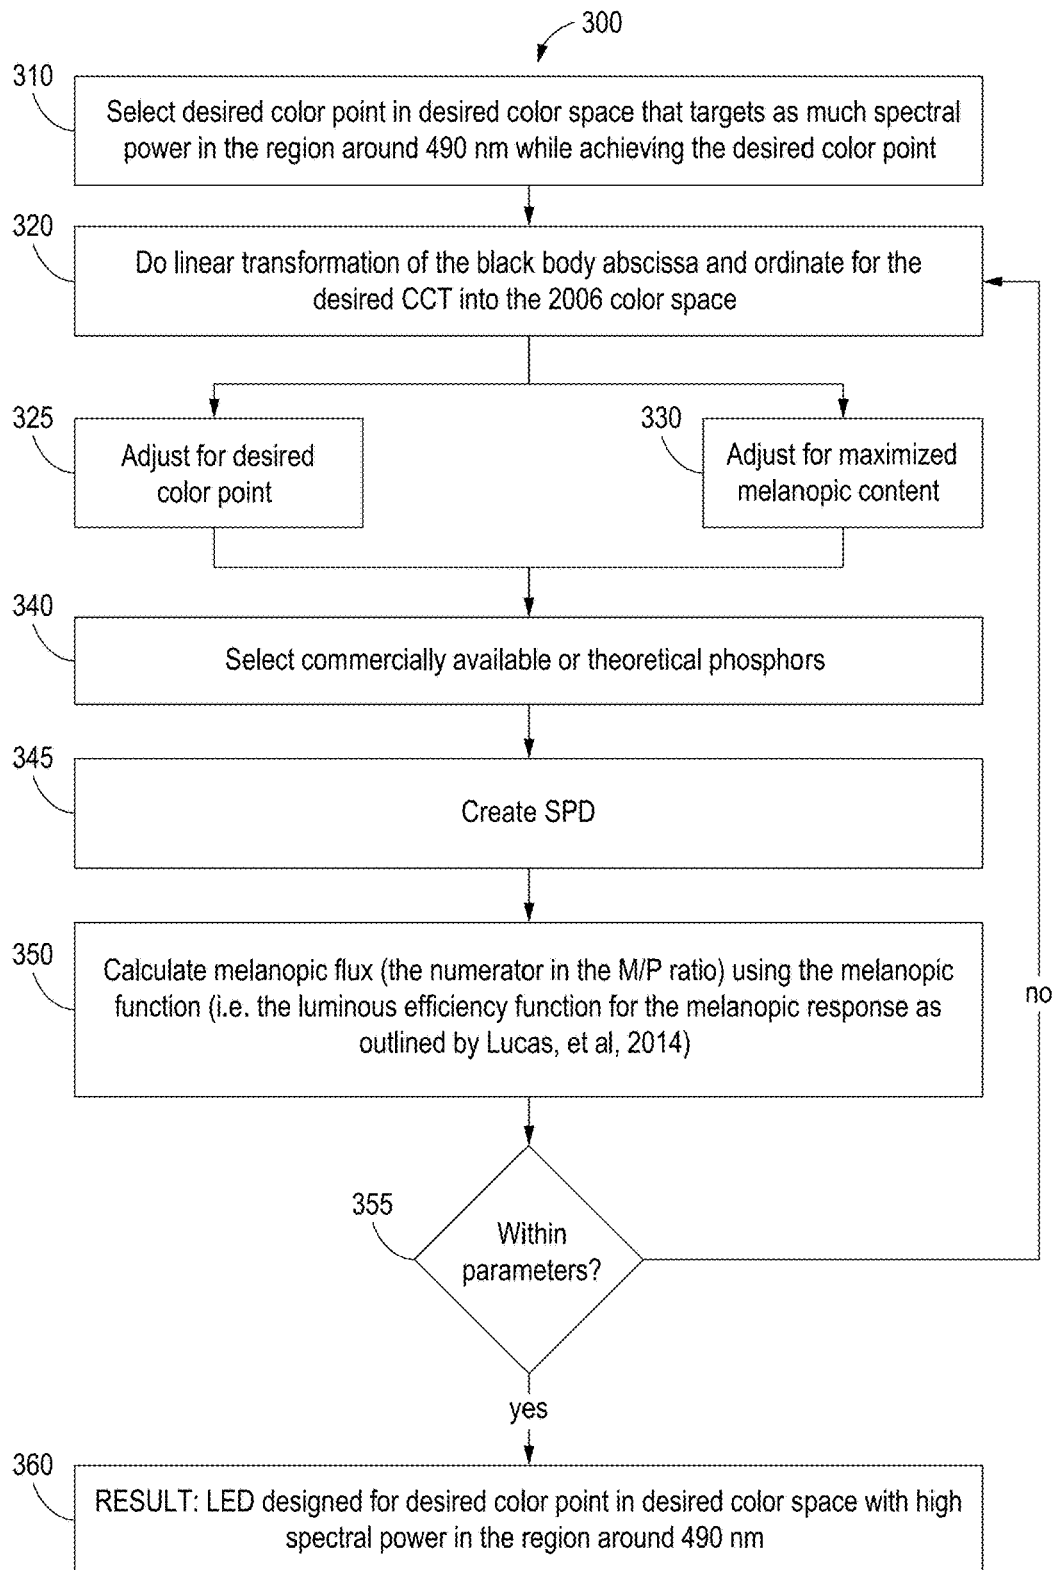 300
310
Select desired color point in desired color space that targets as much spectral
power in the region around 490 nm while achieving the desired color point
320
Do linear transformation of the black body abscissa and ordinate for the
desired CCT into the 2006 color space
325
Adjust for desired
color point
330
Adjust for maximized
melanopic content
340
Select commercially available or theoretical phosphors
345
Create SPD
350
Calculate melanopic flux (the numerator in the M/P ratio) using the melanopic
function (i.e. the luminous efficiency function for the melanopic response as
outlined by Lucas, et al, 2014)
no
355
Within
parameters?
yes
360
RESULT: LED designed for desired color point in desired color space with high
spectral power in the region around 490 nm